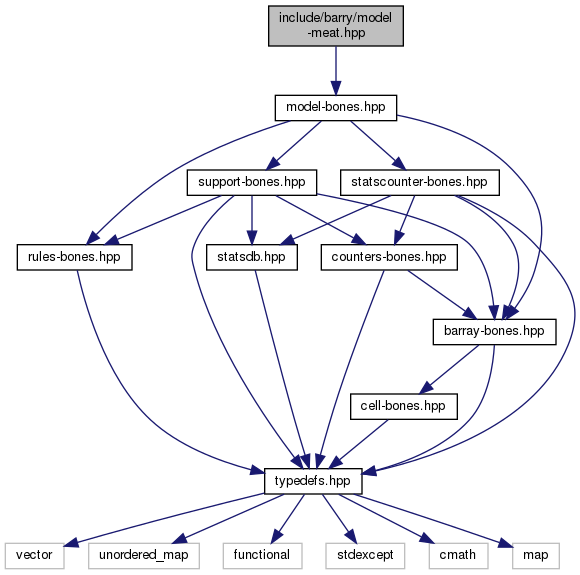 include/barry/model
-meat.hpp
model-bones.hpp
support-bones.hpp
statscounter-bones.hpp
rules-bones.hpp
statsdb.hpp
counters-bones.hpp
barray-bones.hpp
cell-bones.hpp
typedefs.hpp
vector
unordered_map
functional
stdexcept
cmath
map